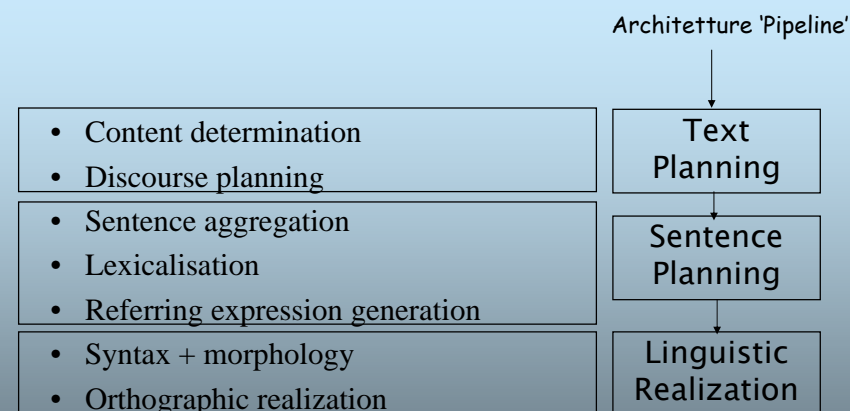 Architetture 'Pipeline'
• Content determination
• Discourse planning
Text
Planning
• Sentence aggregation
• Lexicalisation
• Referring expression generation
Sentence
Planning
• Syntax + morphology
• Orthographic realization
Linguistic
Realization